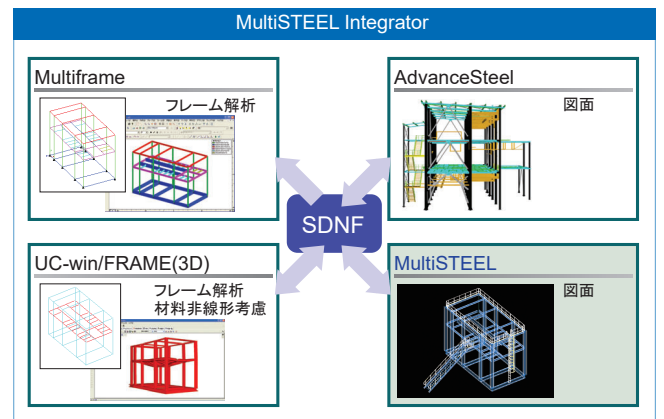 MultiSTEEL Integrator
Multiframe
フレーム解析
AdvanceSteel
図面
SDNF
UC-win/FRAME(3D)
フレーム解析
材料非線形考慮
MultiSTEEL
図面